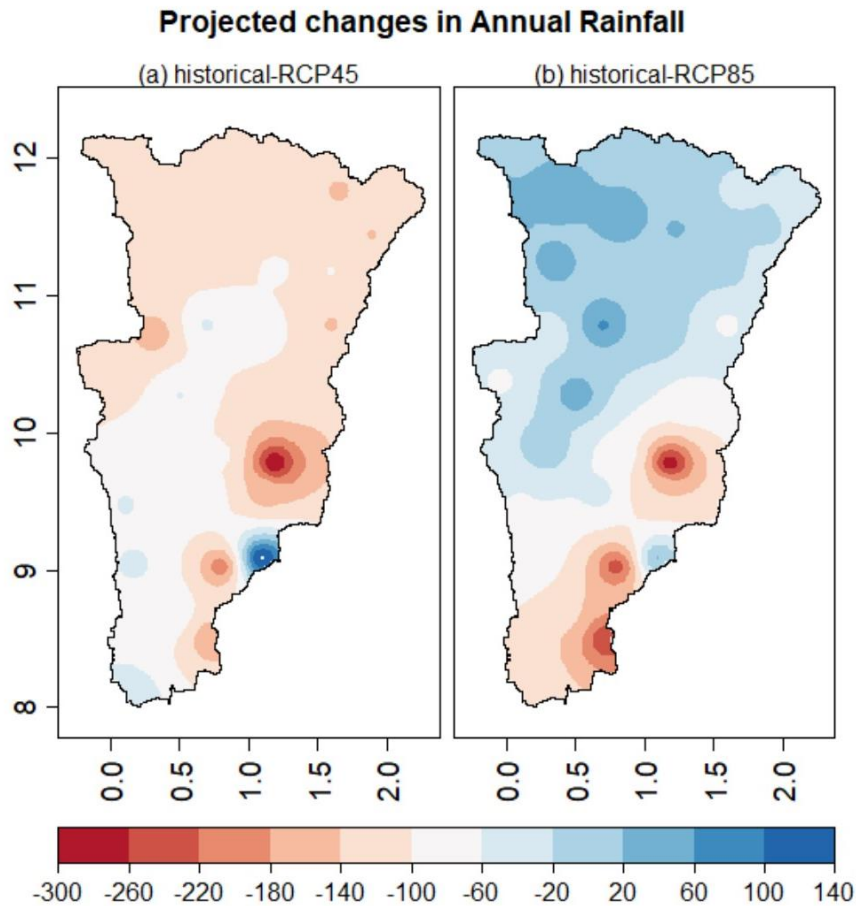 Projected changes in Annual Rainfall
(a) historical-RCP45 (b) historical-RCP85
12
11
10
9
8
0.0 0.5 1.0 1.5 2.0 0.0 0.5 1.0 1.5 2.0
-300 -260 -220 -180 -140 -100 -60 -20 20 60 100 140